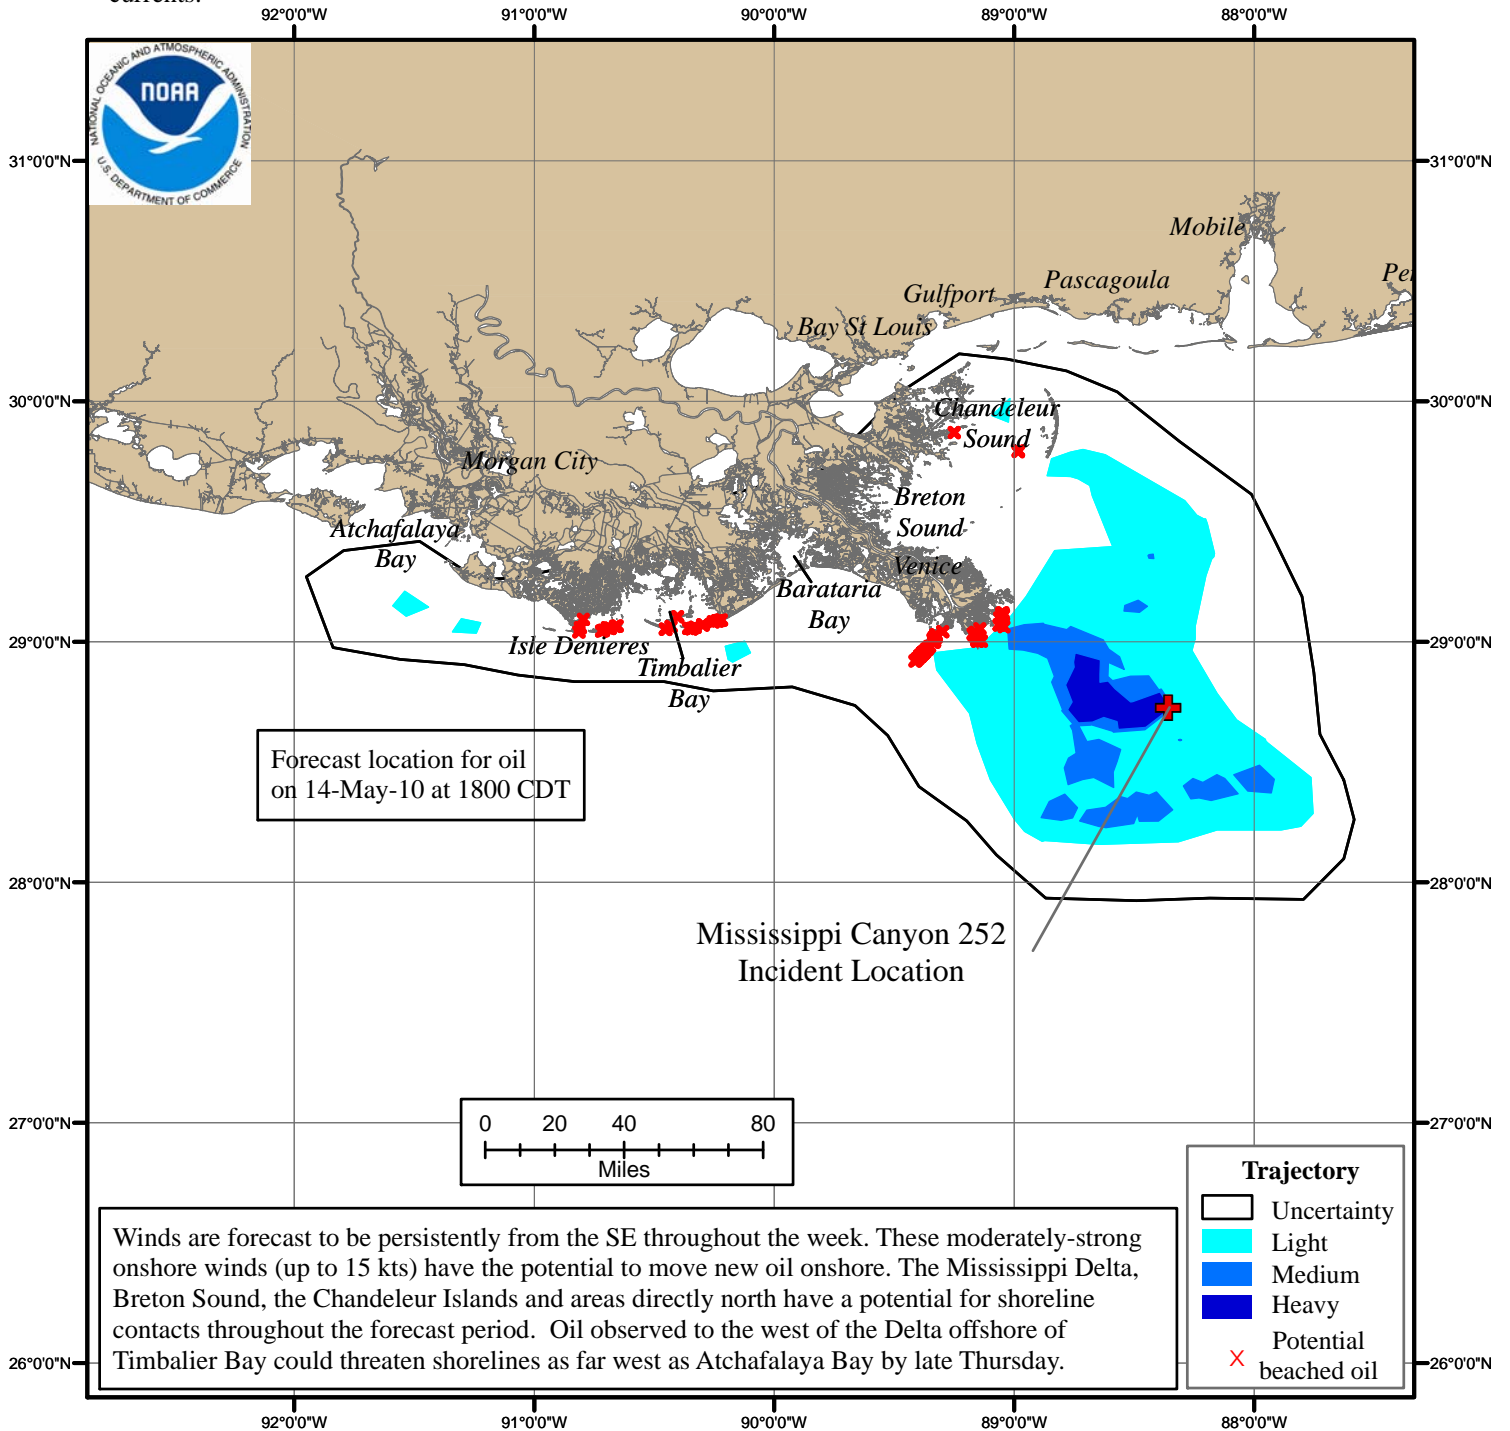 currents.
92°0'0"W 91°0'0"W 90°0'0"W 89°0'0"W 88°0'0"W
NATIONAL OCEANIC AND ATMOSPHERIC ADMINISTRATION
NOAA
U.S. DEPARTMENT OF COMMERCE
31°0'0"N 31°0'0"N
Mobile
Pascagoula
Gulfport
Bay St Louis
30°0'0"N 30°0'0"N
Chandeleur
Sound
Morgan City
Breton
Sound
Atchafalaya
Bay
Venice
Barataria
Bay
29°0'0"N 29°0'0"N
Isle Denieres
Timbalier
Bay
Forecast location for oil
on 14-May-10 at 1800 CDT
28°0'0"N 28°0'0"N
Mississippi Canyon 252
Incident Location
27°0'0"N 27°0'0"N
0 20 40 80
Miles
Trajectory
Uncertainty
Light
Medium
Heavy
X Potential
beached oil
Winds are forecast to be persistently from the SE throughout the week. These moderately-strong
onshore winds (up to 15 kts) have the potential to move new oil onshore. The Mississippi Delta,
Breton Sound, the Chandeleur Islands and areas directly north have a potential for shoreline
contacts throughout the forecast period.  Oil observed to the west of the Delta offshore of
Timbalier Bay could threaten shorelines as far west as Atchafalaya Bay by late Thursday.
26°0'0"N 26°0'0"N
92°0'0"W 91°0'0"W 90°0'0"W 89°0'0"W 88°0'0"W